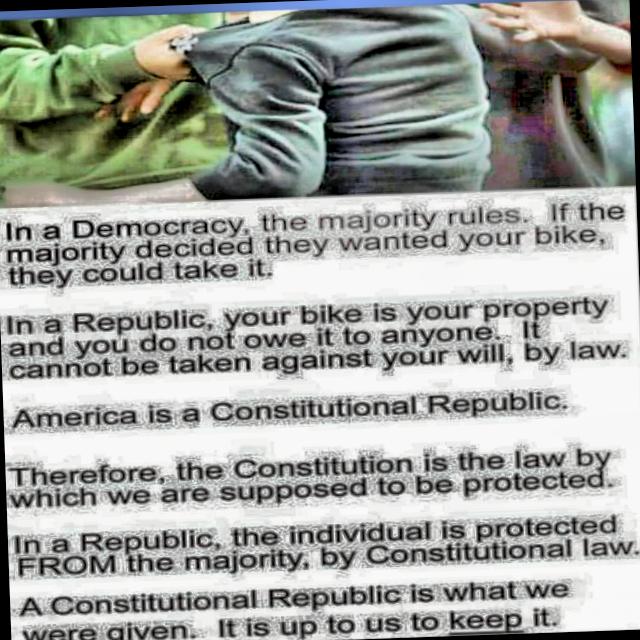 In a Democracy, the majority rules. If the
majority decided they wanted your bike,
they could take it.
In a Republic, your bike is your property
and you do not owe it to anyone. It
cannot be taken against your will, by law.
America is a Constitutional Republic.
Therefore, the Constitution is the law by
which we are supposed to be protected.
In a Republic, the individual is protected
FROM the majority, by Constitutional law.
A Constitutional Republic is what we
were given. It is up to us to keep it.